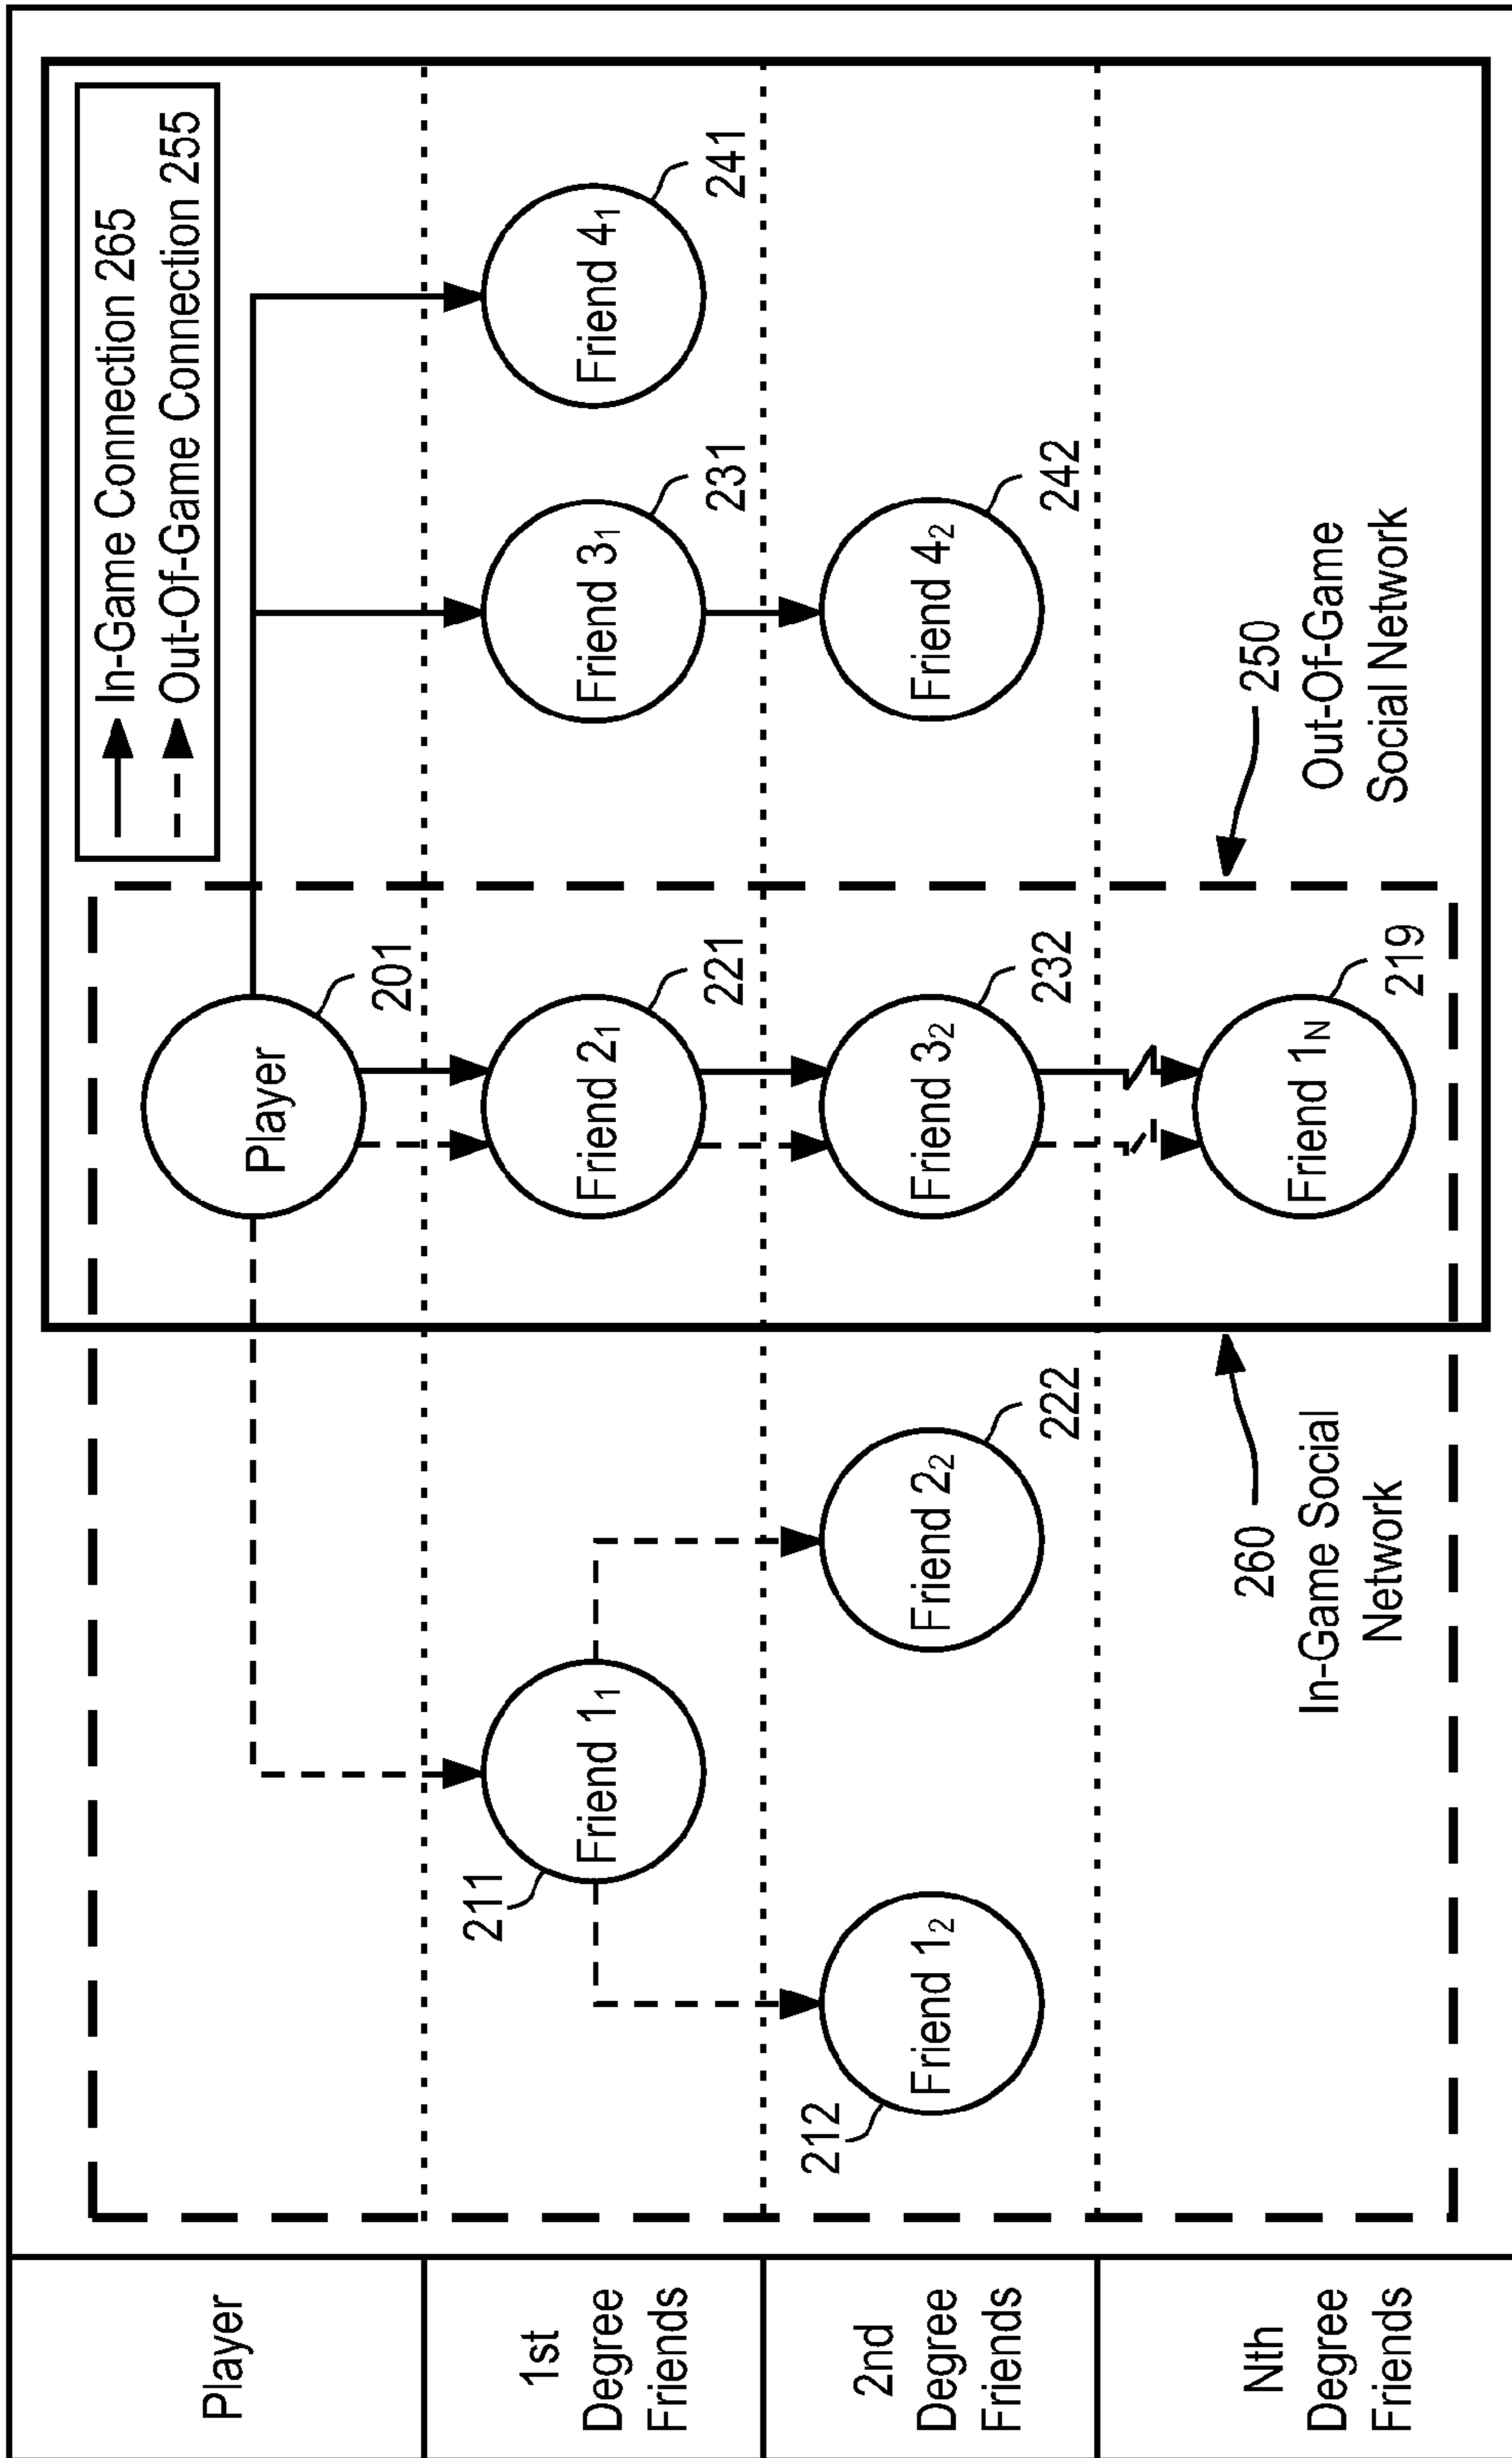 In-Game Connection 265
Out-Of-Game Connection 255
Player
Player
201
1st
Degree
Friends
211
Friend 1₁
Friend 2₁
221
Friend 3₁
231
Friend 4₁
241
2nd
Degree
Friends
212
Friend 1₂
Friend 2₂
222
Friend 3₂
232
Friend 4₂
242
Nth
Degree
Friends
260
In-Game Social
Network
Friend 1N
219
250
Out-Of-Game
Social Network